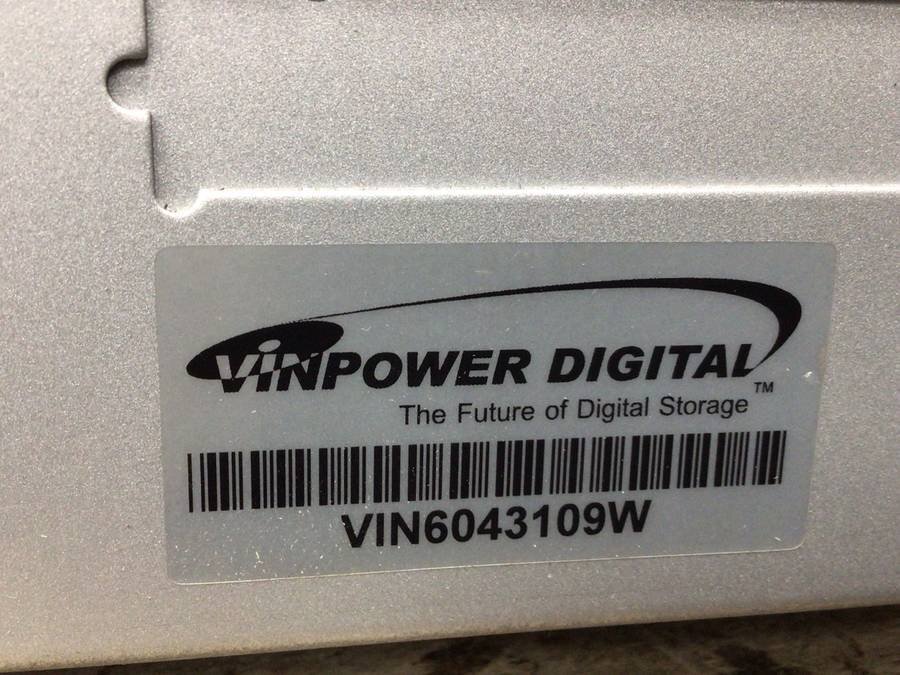 VINPOWER DIGITAL™
The Future of Digital Storage
VIN6043109W